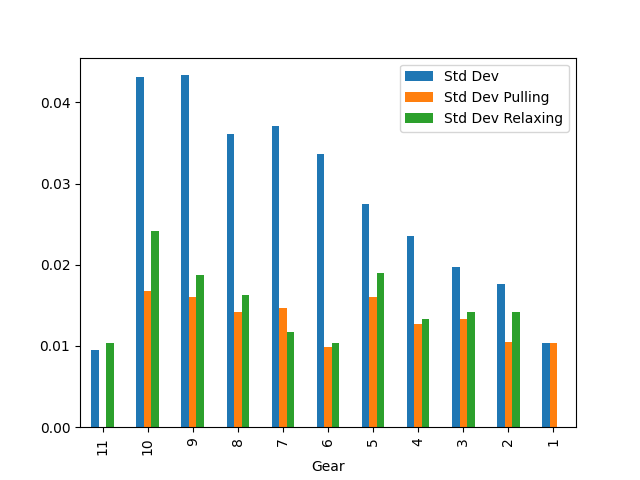 Std Dev
Std Dev Pulling
Std Dev Relaxing
0.04
0.03
0.02
0.01
0.00
11 10 9 8 7 6 5 4 3 2 1
Gear